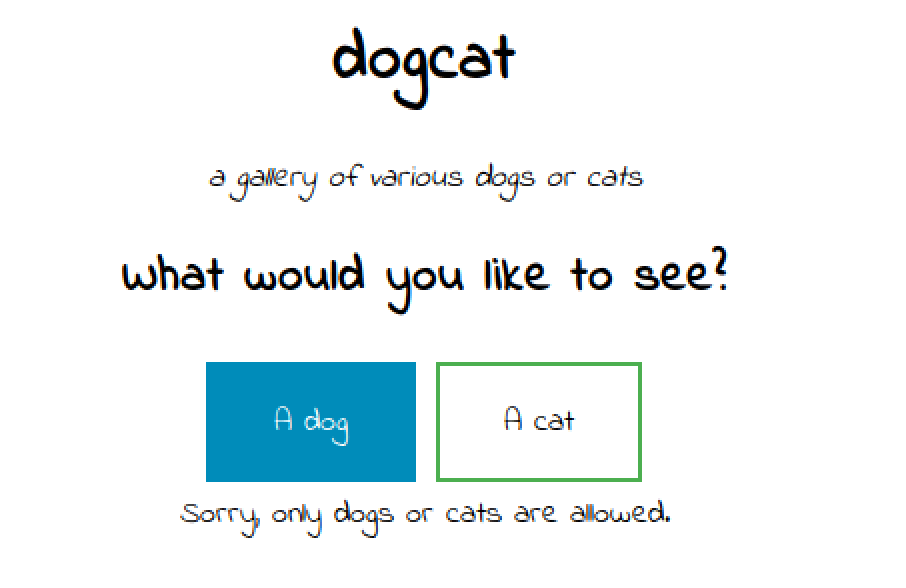 dogcat
a gallery of various dogs or cats
What would you like to see?
A dog
A cat
Sorry, only dogs or cats are allowed.